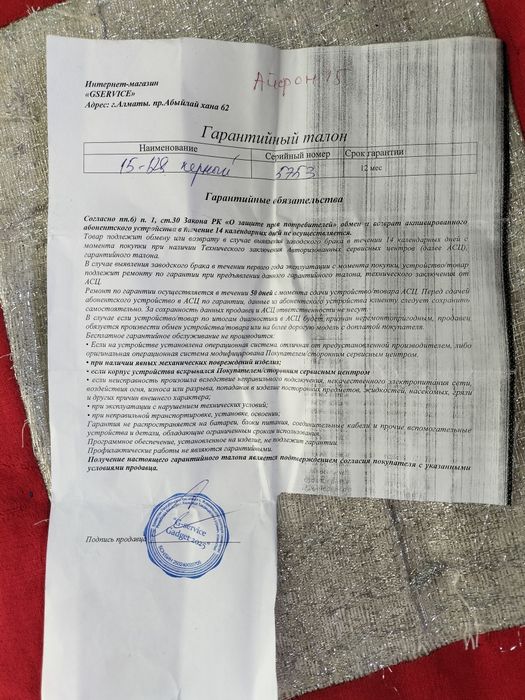 Айфон 15
Интернет-магазин
«GSERVICE»
Адрес: г.Алматы. пр.Абылай хана 62
Гарантийный талон
Наименование Серийный номер Срок гарантии
15-128 черный 5753 12 мес
Гарантийные обязательства
Согласно пп.6) п. 1, ст.30 Закона РК «О защите прав потребителей» обмен и возврат активированного
абонентского устройства в течение 14 календарных дней не осуществляется.
Товар подлежит обмену или возврату в случае выявления заводского брака в течении 14 календарных дней с
момента покупки при наличии Технического заключения Авторизованных сервисных центров (далее АСЦ),
гарантийного талона.
В случае выявления заводского брака в течении первого года эксплуатации с момента покупки, устройство/товар
подлежит ремонту по гарантии при предъявлении данного гарантийного талона, технического заключения от
АСЦ.
Ремонт по гарантии осуществляется в течении 50 дней с момента сдачи устройство/товара АСЦ. Перед сдачей
абонентского устройство в АСЦ по гарантии, данные из абонентского устройства клиенту следует сохранить
самостоятельно. За сохранность данных продавец и АСЦ ответственности не несут.
В случае если устройство/товар по итогам диагностик в АСЦ будет признан неремонтопригодным, продавец
обязуется произвести обмен устройства/товара или на более дорогую модель с доплатой покупателя.
Бесплатное гарантийное обслуживание не производится:
• Если на устройстве установлена операционная система отличная от предустановленной производителем, либо
оригинальная операционная система модифицирована Покупателем/сторонним сервисным центром.
• при наличии явных механических повреждений изделия;
• если корпус устройства вскрывался Покупателем/сторонним сервисным центром
• если неисправность произошла вследствие неправильного подключения, некачественного электропитания сети,
воздействия огня, износа или разрыва, попадания в изделие посторонних предметов, жидкостей, насекомых, грязи
и других причин внешнего характера;
• при эксплуатации с нарушением технических условий;
• при неправильной транспортировке, установке, освоении;
Гарантия не распространяется на батареи, блоки питания, соединительные кабели и прочие вспомогательные
устройства и детали, обладающие ограниченным сроком использования.
Программное обеспечение, установленное на изделие, не подлежит гарантии.
Профилактические работы не являются гарантийными.
Получение настоящего гарантийного талона является подтверждением согласия покупателя с указанными
условиями продавца.
Подпись продавца
"G-service
Gadget 2025"